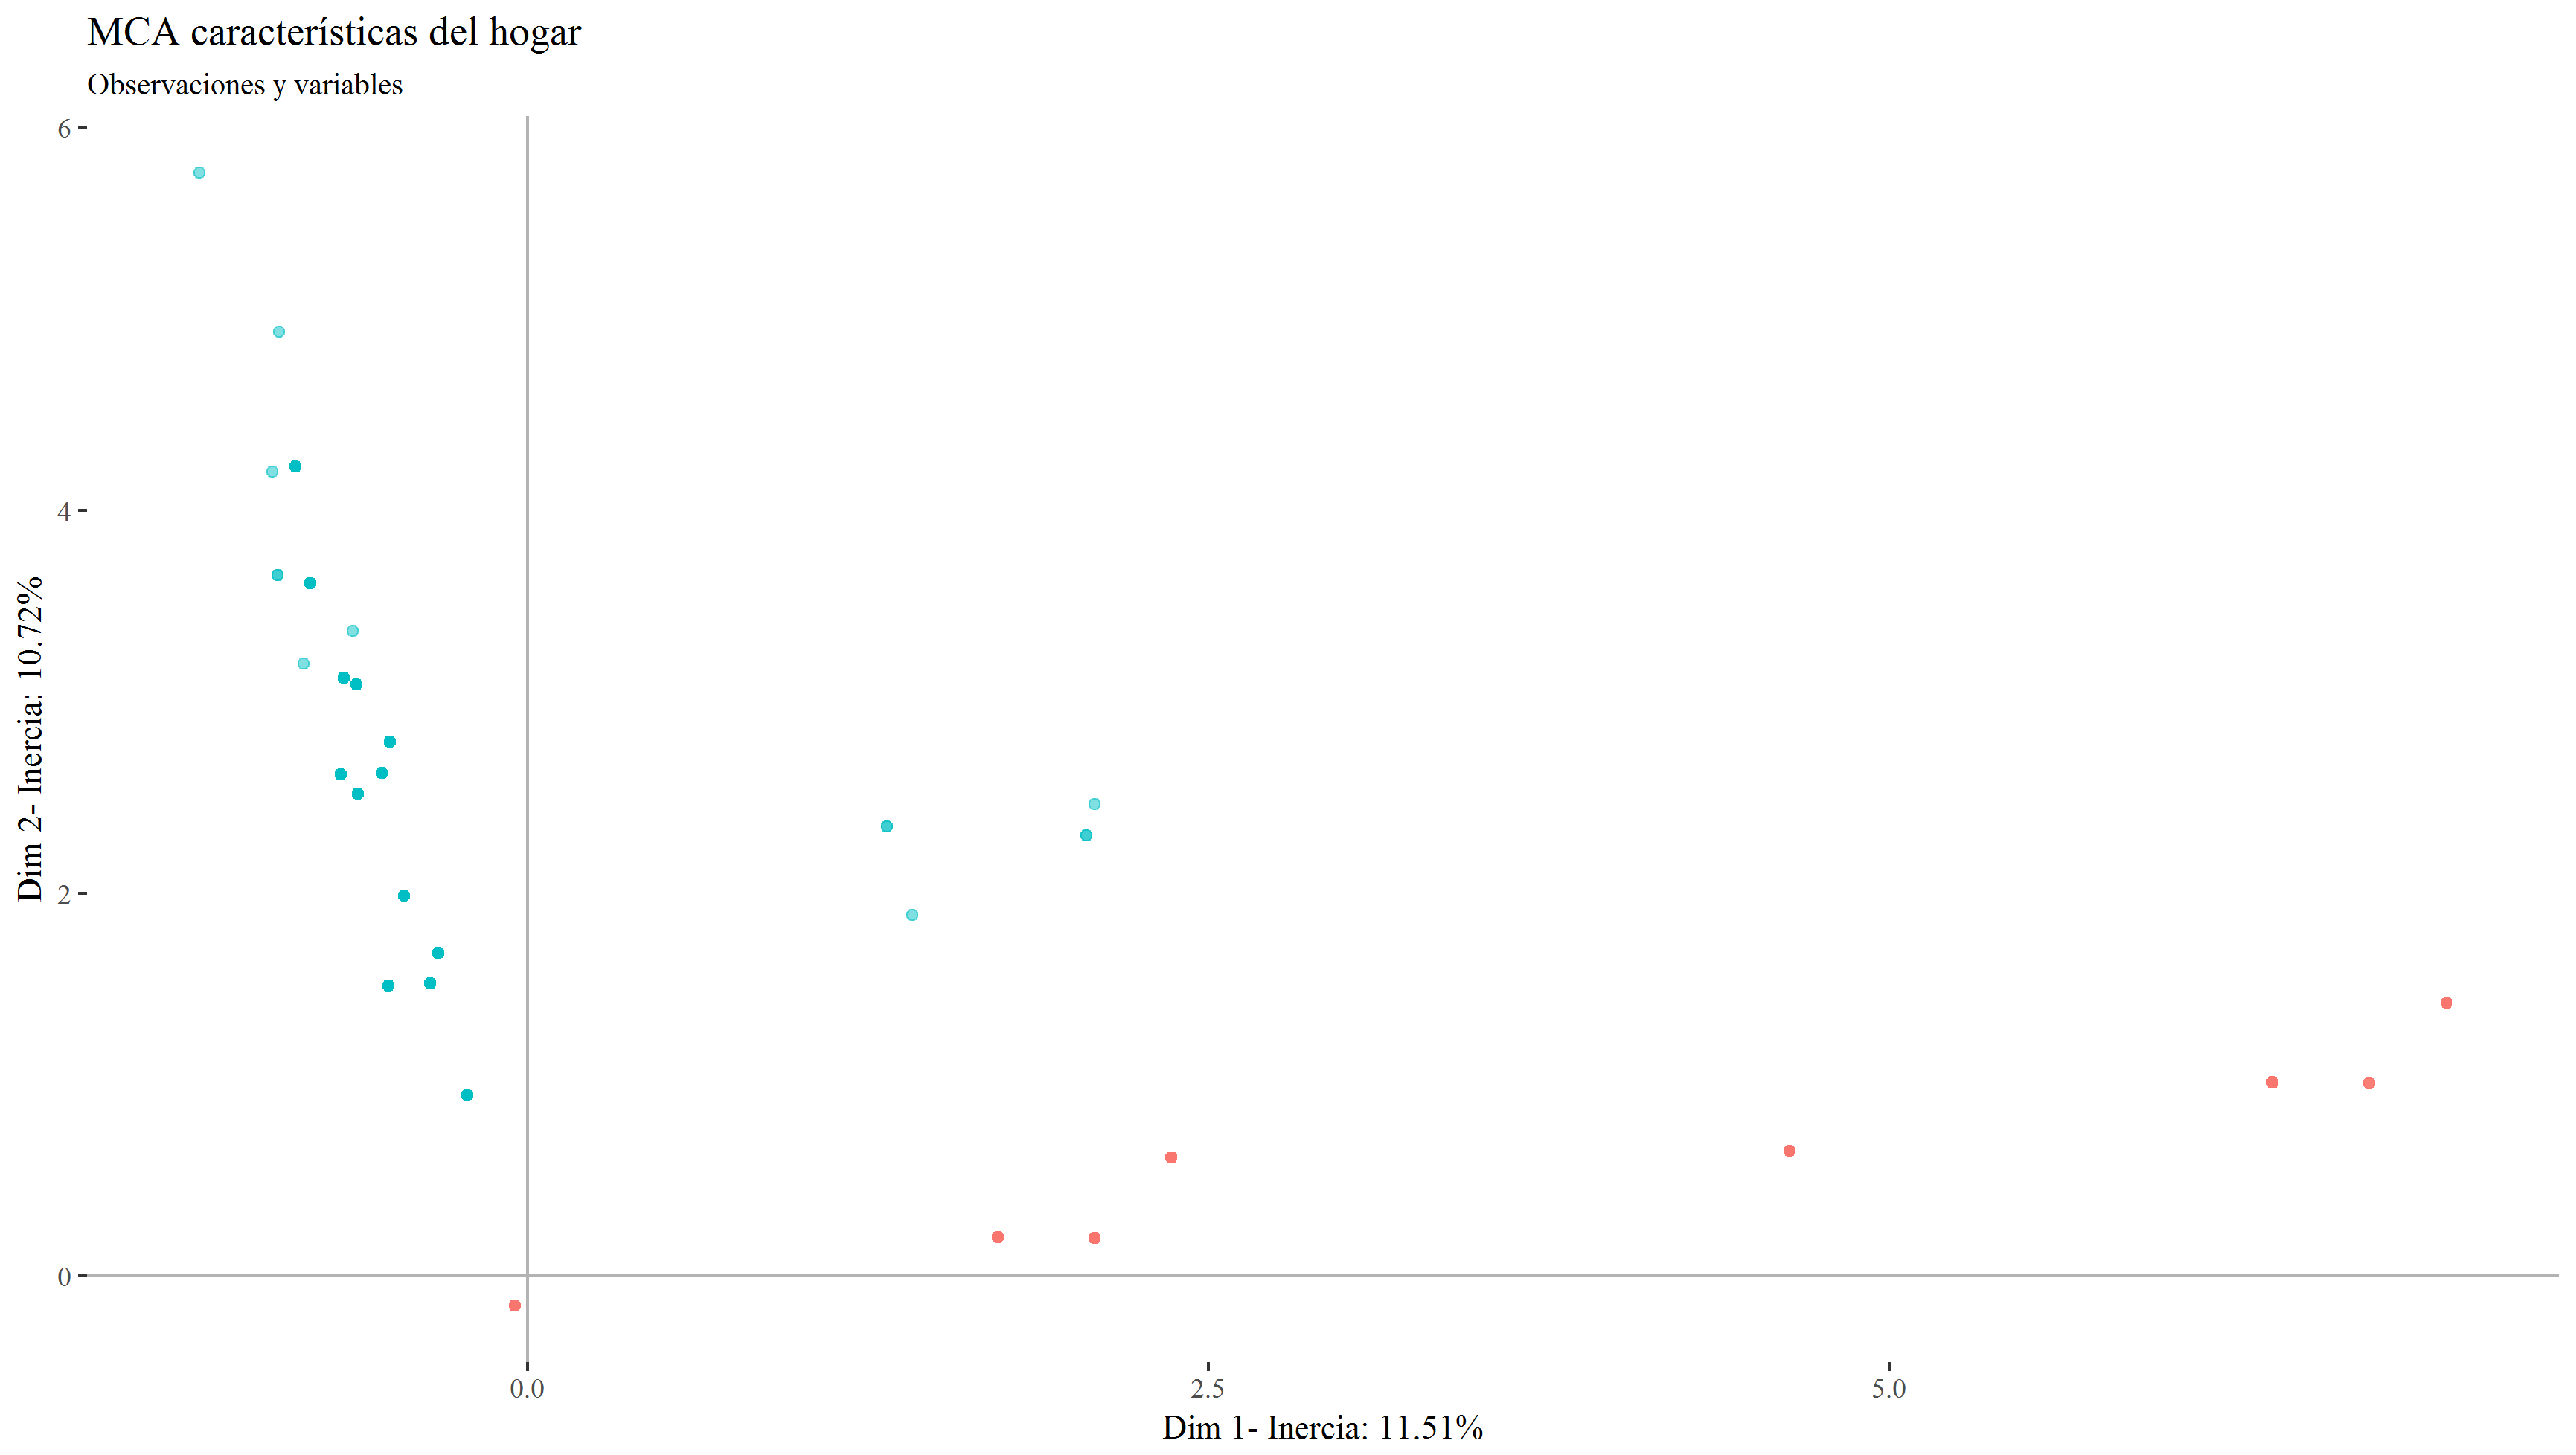 MCA características del hogar
Observaciones y variables
6
4
2
0
Dim 2- Inercia: 10.72%
0.0
2.5
5.0
Dim 1- Inercia: 11.51%